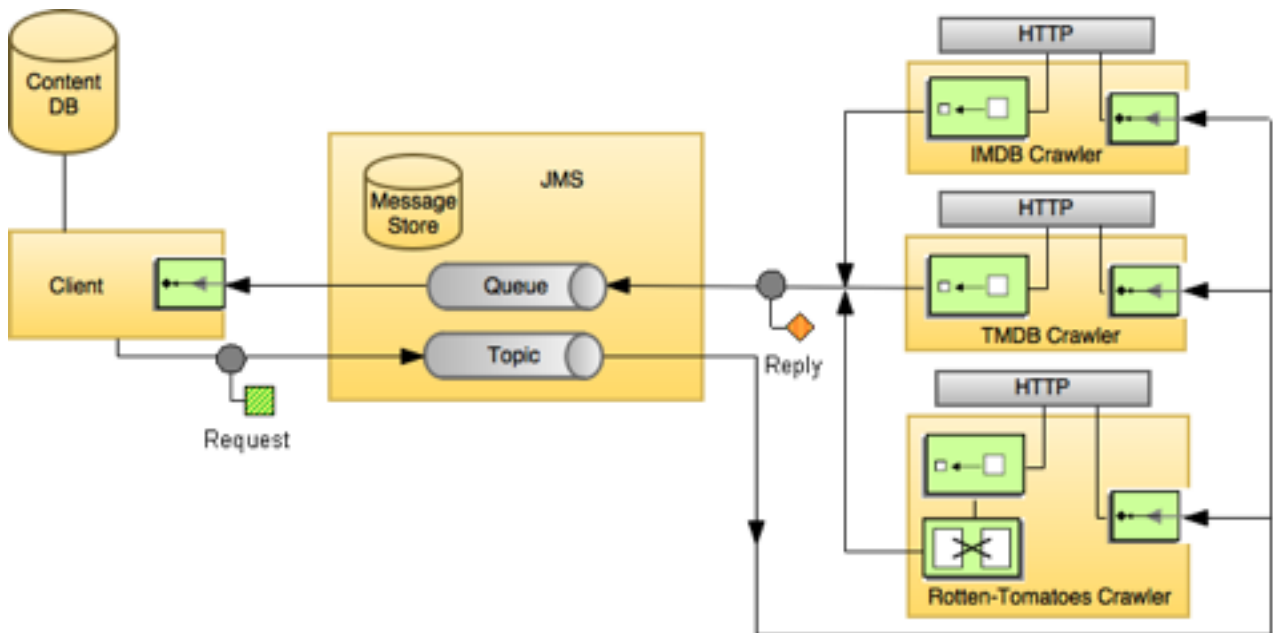 Content
DB
Client
Request
JMS
Message
Store
Queue
Topic
Reply
HTTP
IMDB Crawler
HTTP
TMDB Crawler
HTTP
Rotten-Tomatoes Crawler